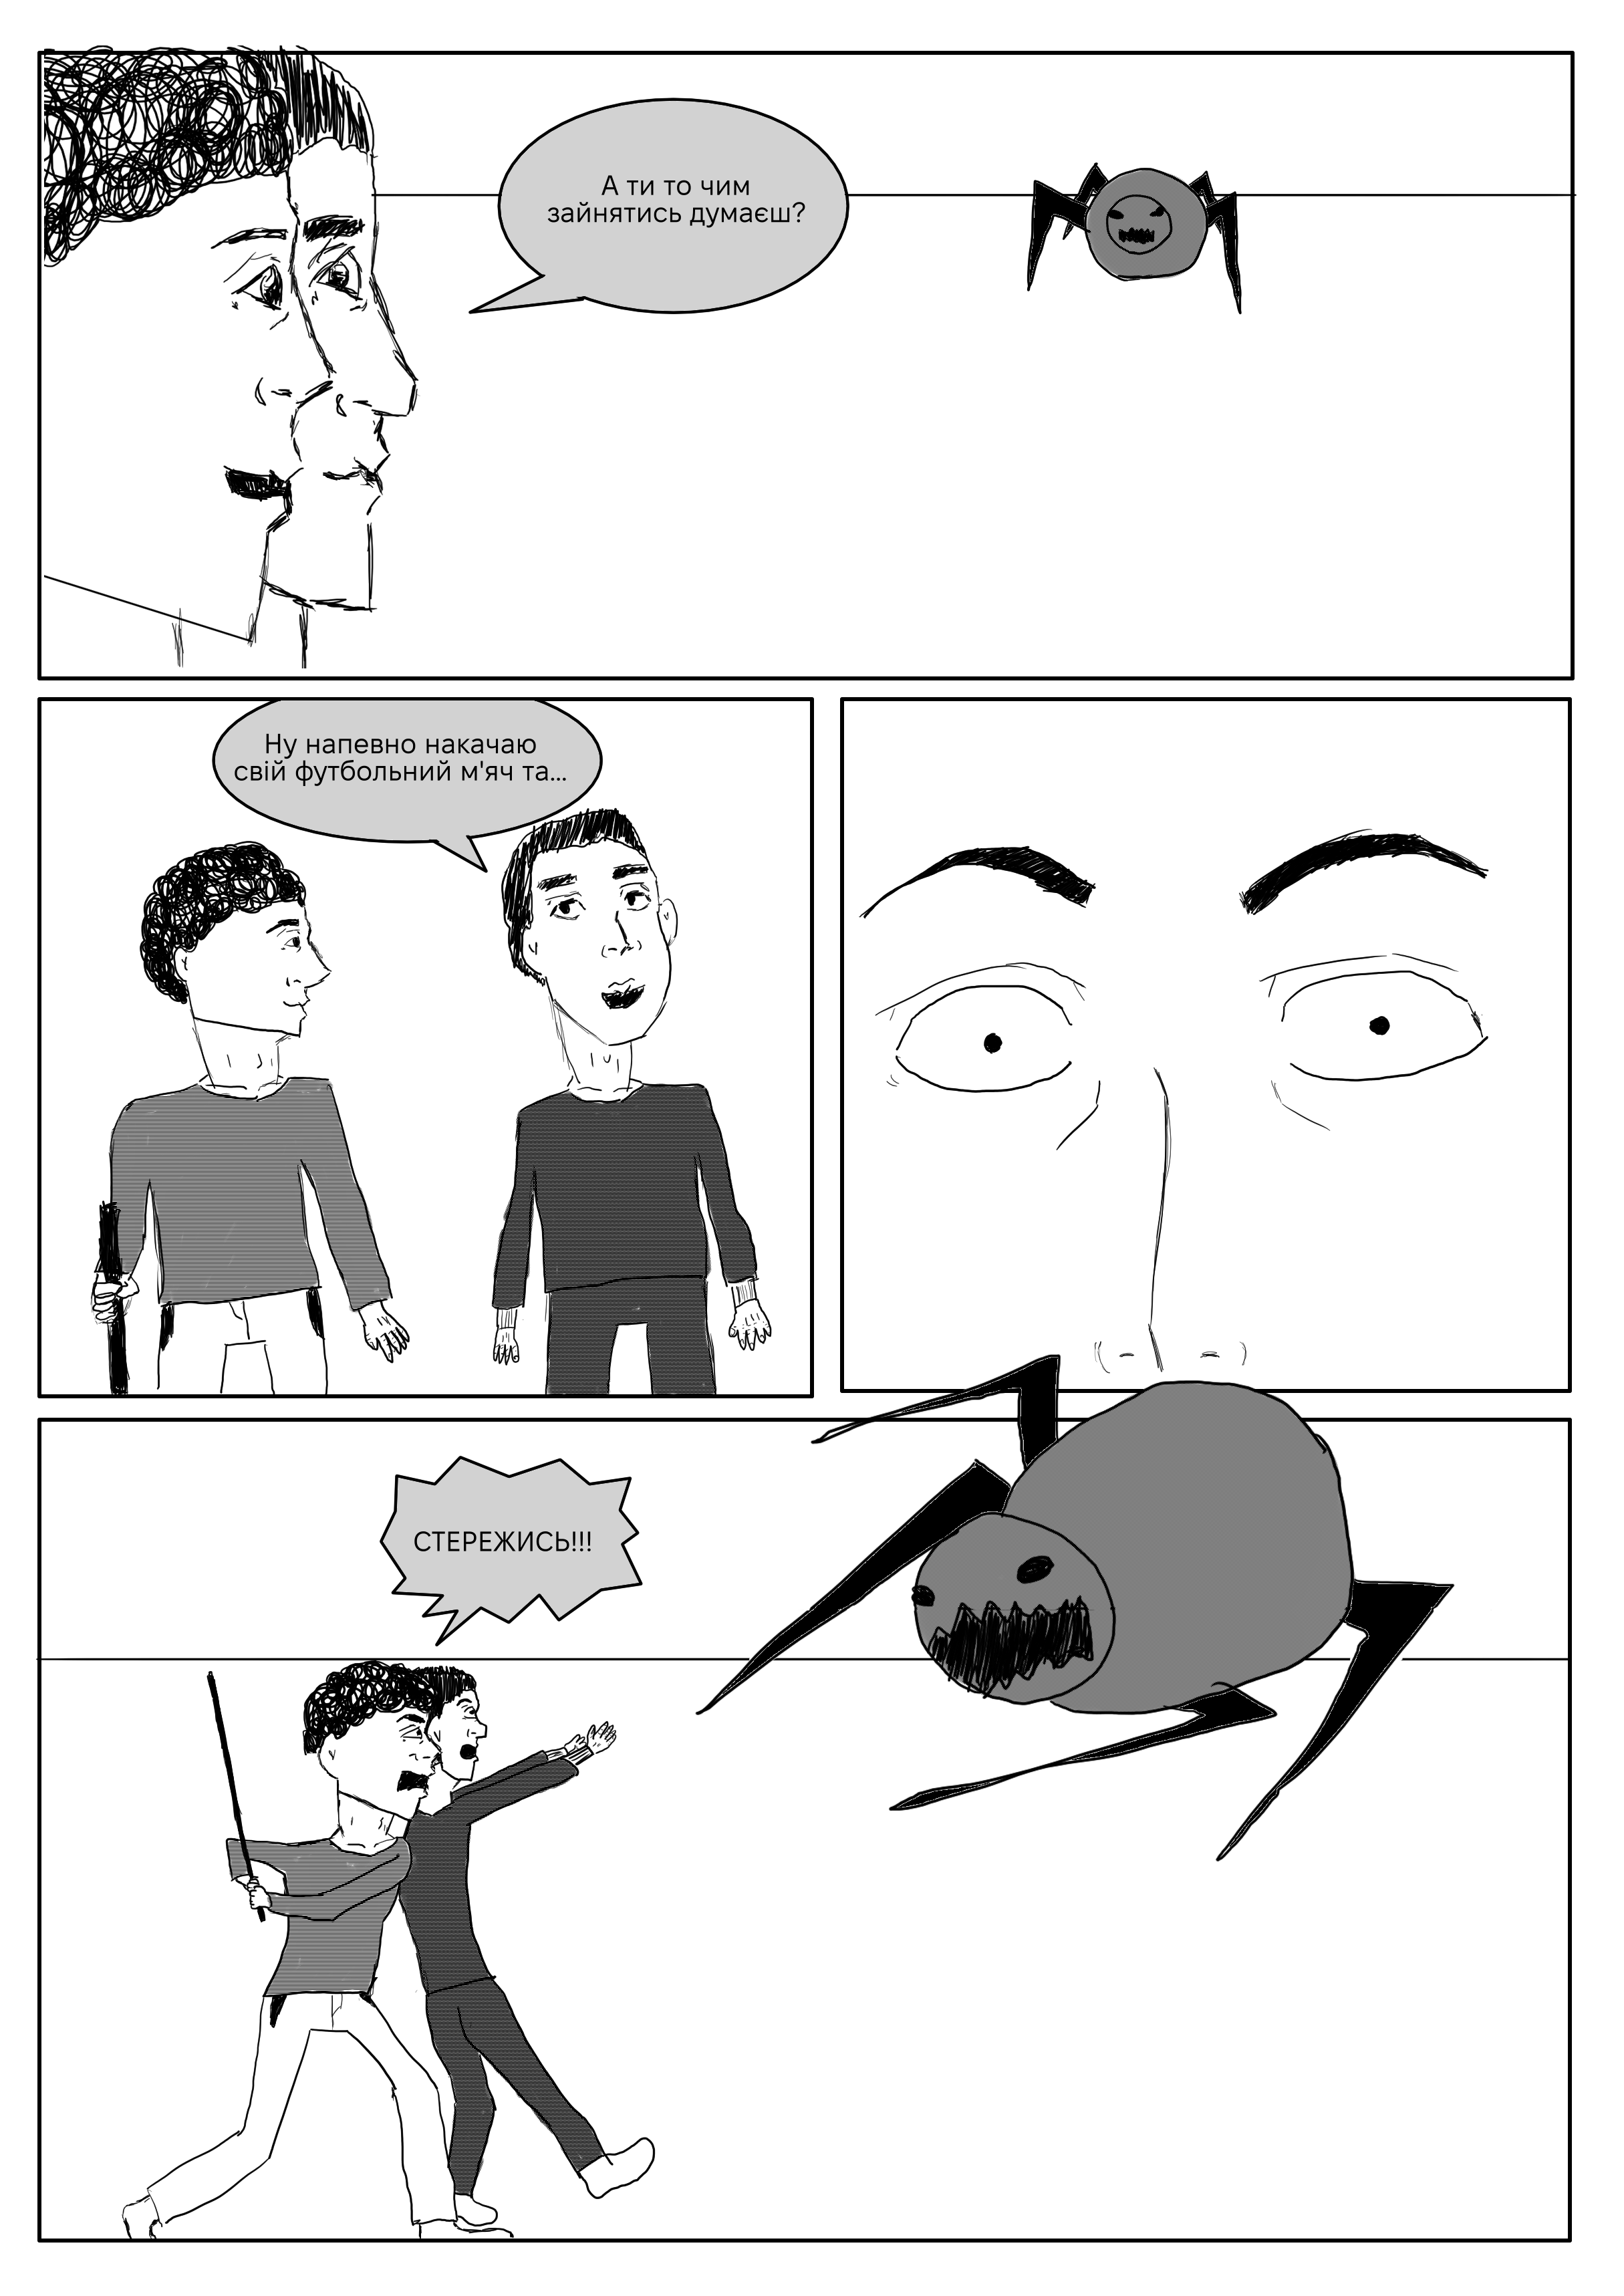 А ти то чим
зайнятись думаєш?
Ну напевно накачаю
свій футбольний м'яч та...
СТЕРЕЖИСЬ!!!